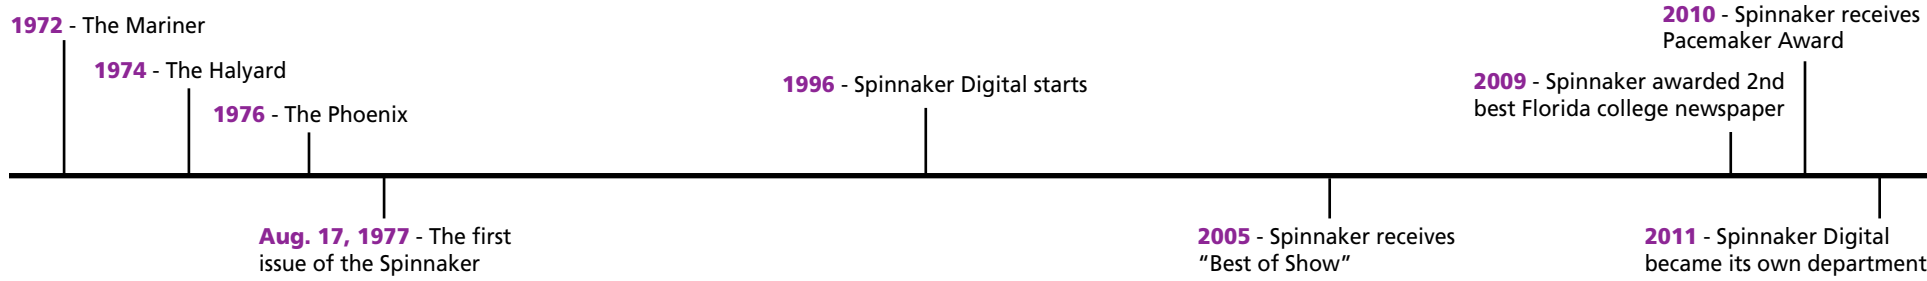 1972 - The Mariner
1974 - The Halyard
1976 - The Phoenix
Aug. 17, 1977 - The first
issue of the Spinnaker
1996 - Spinnaker Digital starts
2005 - Spinnaker receives
“Best of Show”
2009 - Spinnaker awarded 2nd
best Florida college newspaper
2010 - Spinnaker receives
Pacemaker Award
2011 - Spinnaker Digital
became its own department